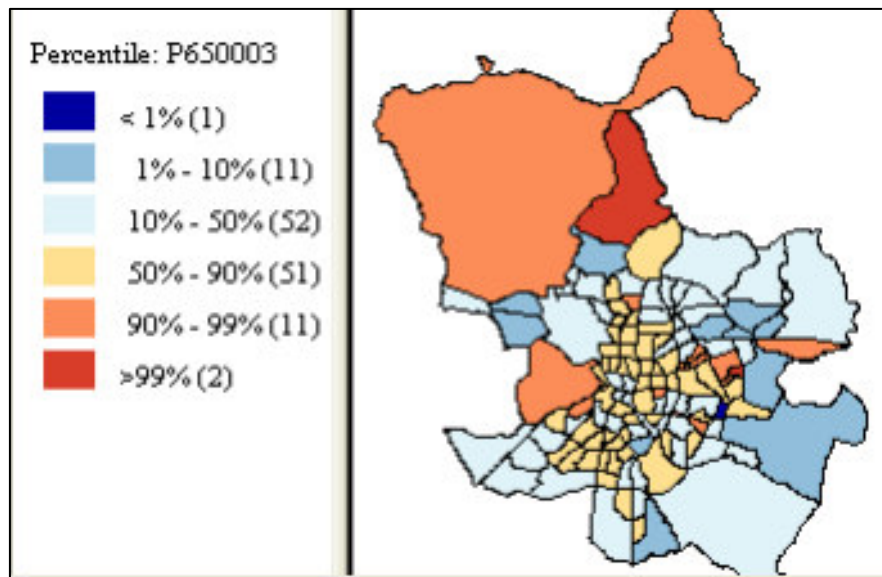 Percentile: P650003
< 1% (1)
1% - 10% (11)
10% - 50% (52)
50% - 90% (51)
90% - 99% (11)
>99% (2)